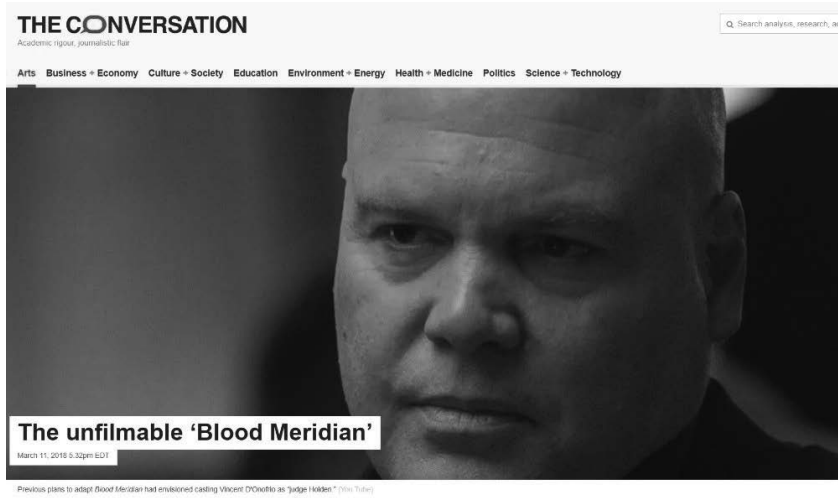 THE CONVERSATION
Academic rigour, journalistic flair
Search analysis, research,
Arts Business + Economy Culture + Society Education Environment + Energy Health + Medicine Politics Science + Technology
The unfilmable ‘Blood Meridian’
March 11, 2018 5.32pm EDT
Previous plans to adapt Blood Meridian had envisioned casting Vincent D'Onofrio as "judge Holden." (You Tube)